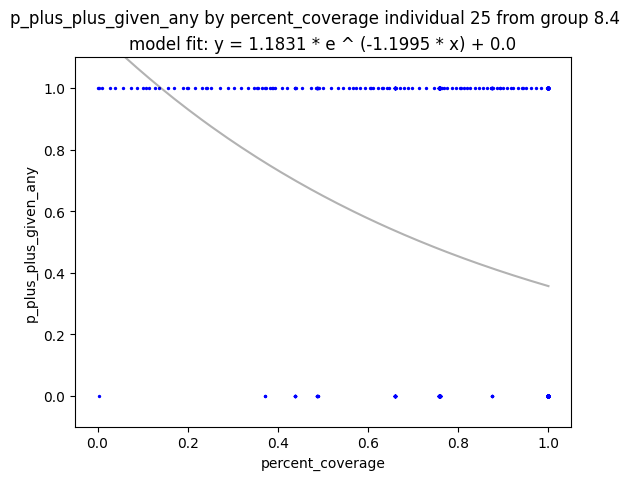 p_plus_plus_given_any by percent_coverage individual 25 from group 8.4
model fit: y = 1.1831 * e ^ (-1.1995 * x) + 0.0
1.0
0.8
0.6
0.4
0.2
0.0
p_plus_plus_given_any
0.0 0.2 0.4 0.6 0.8 1.0
percent_coverage